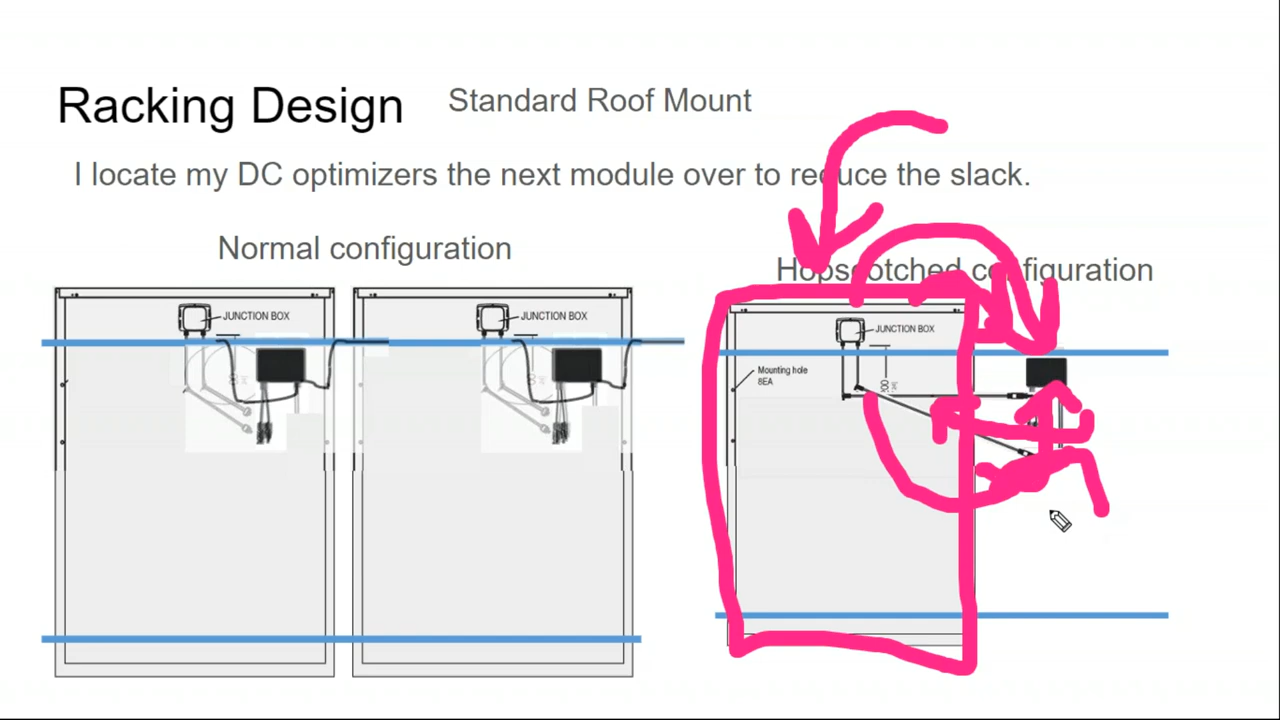 Racking Design
Standard Roof Mount
I locate my DC optimizers the next module over to reduce the slack.
Normal configuration
Hopscotched configuration
JUNCTION BOX
JUNCTION BOX
JUNCTION BOX
Mounting hole
8EA